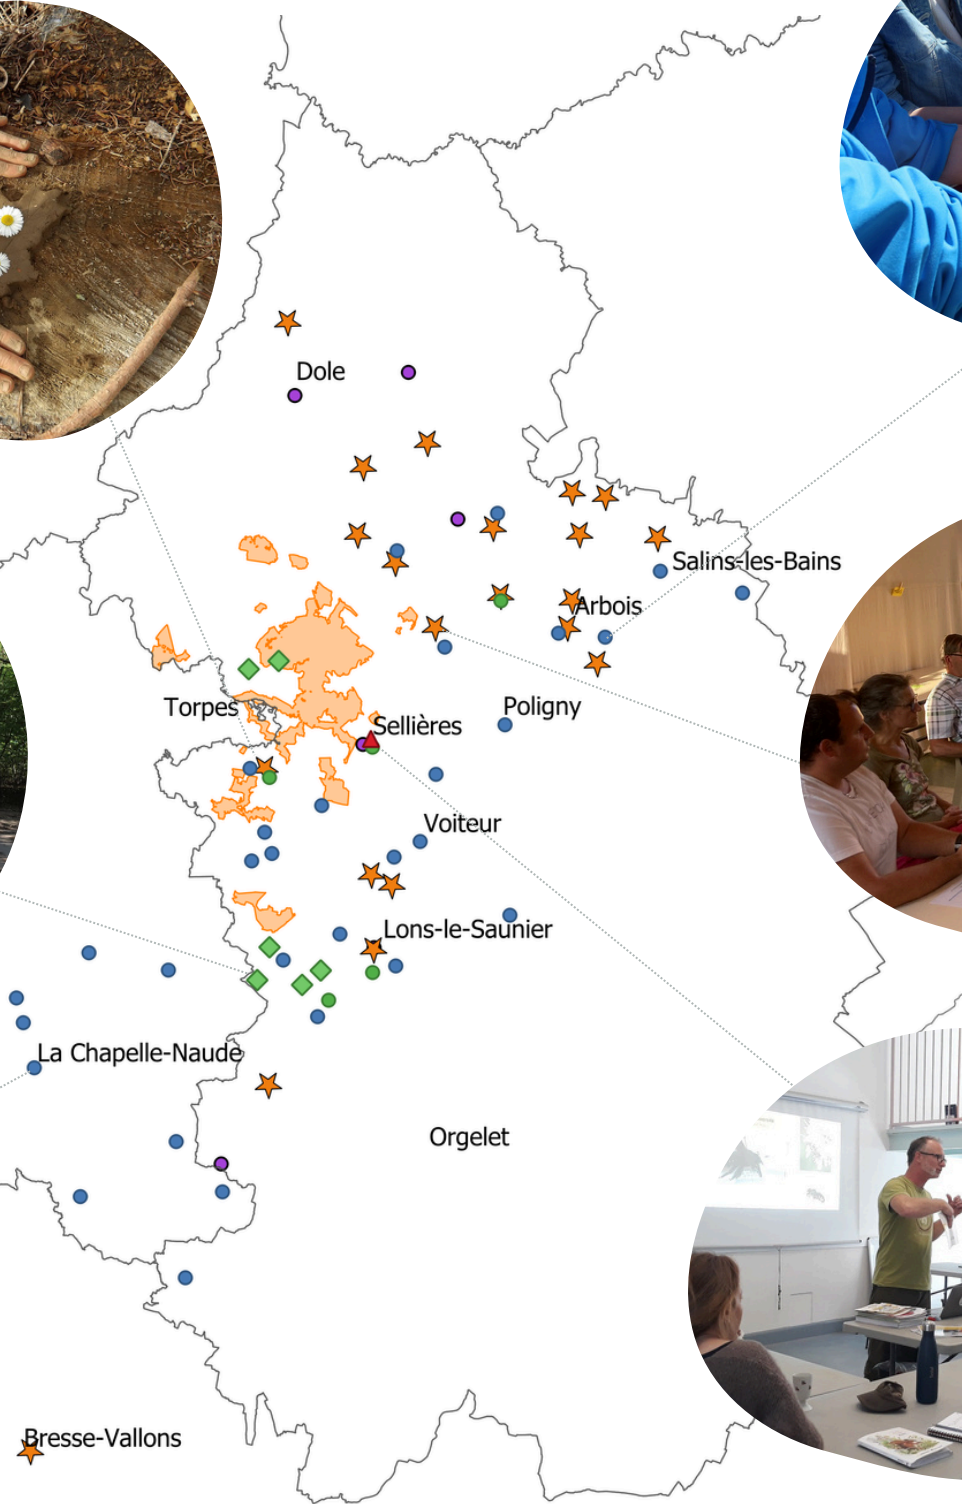 Dole
Salins-les-Bains
Arbois
Torpes
Poligny
Sellières
Voiteur
Lons-le-Saunier
La Chapelle-Naude
Orgelet
Bresse-Vallons